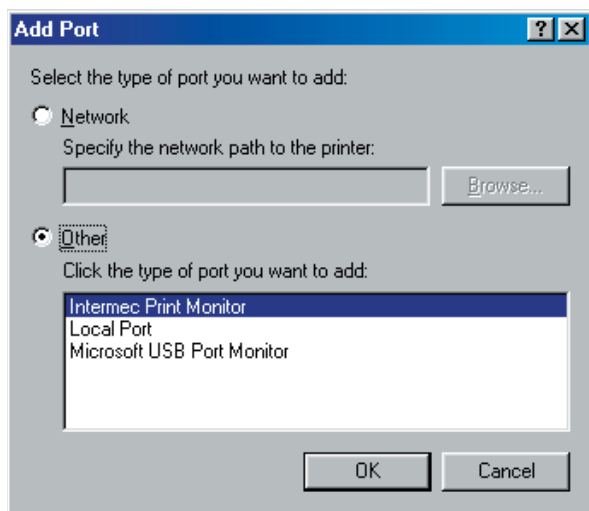 Add Port
Select the type of port you want to add:
Network
Specify the network path to the printer:
Browse...
Other
Click the type of port you want to add:
Intermec Print Monitor
Local Port
Microsoft USB Port Monitor
OK Cancel